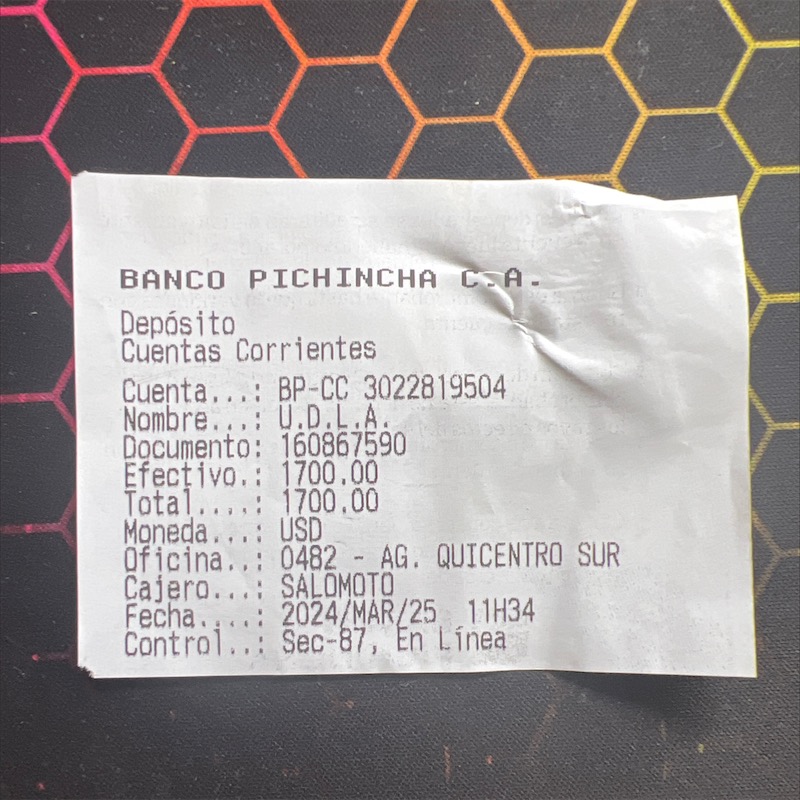 BANCO PICHINCHA C.A.
Depósito
Cuentas Corrientes
Cuenta...: BP-CC 3022819504
Nombre...: U.D.L.A.
Documento: 160867590
Efectivo.: 1700.00
Total....: 1700.00
Moneda...: USD
Oficina..: 0482 - AG. QUICENTRO SUR
Cajero...: SALOMOTO
Fecha....: 2024/MAR/25 11H34
Control..: Sec-87, En Línea